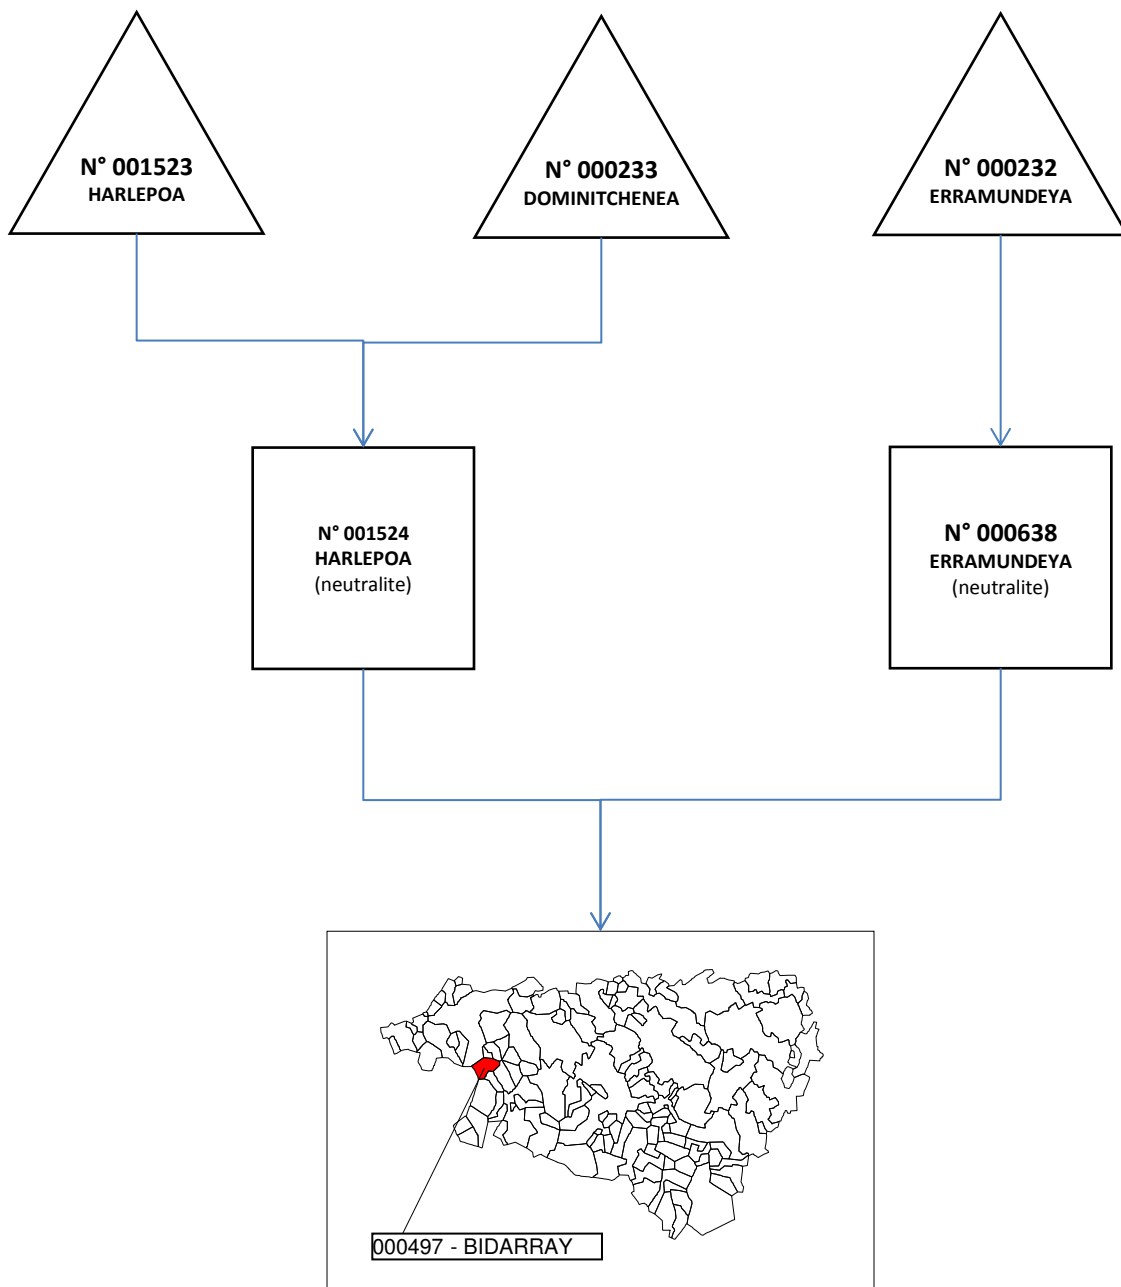 N° 001523
HARLEPOA
N° 000233
DOMINITCHENEA
N° 000232
ERRAMUNDEYA
N° 001524
HARLEPOA
(neutralite)
N° 000638
ERRAMUNDEYA
(neutralite)
000497 - BIDARRAY